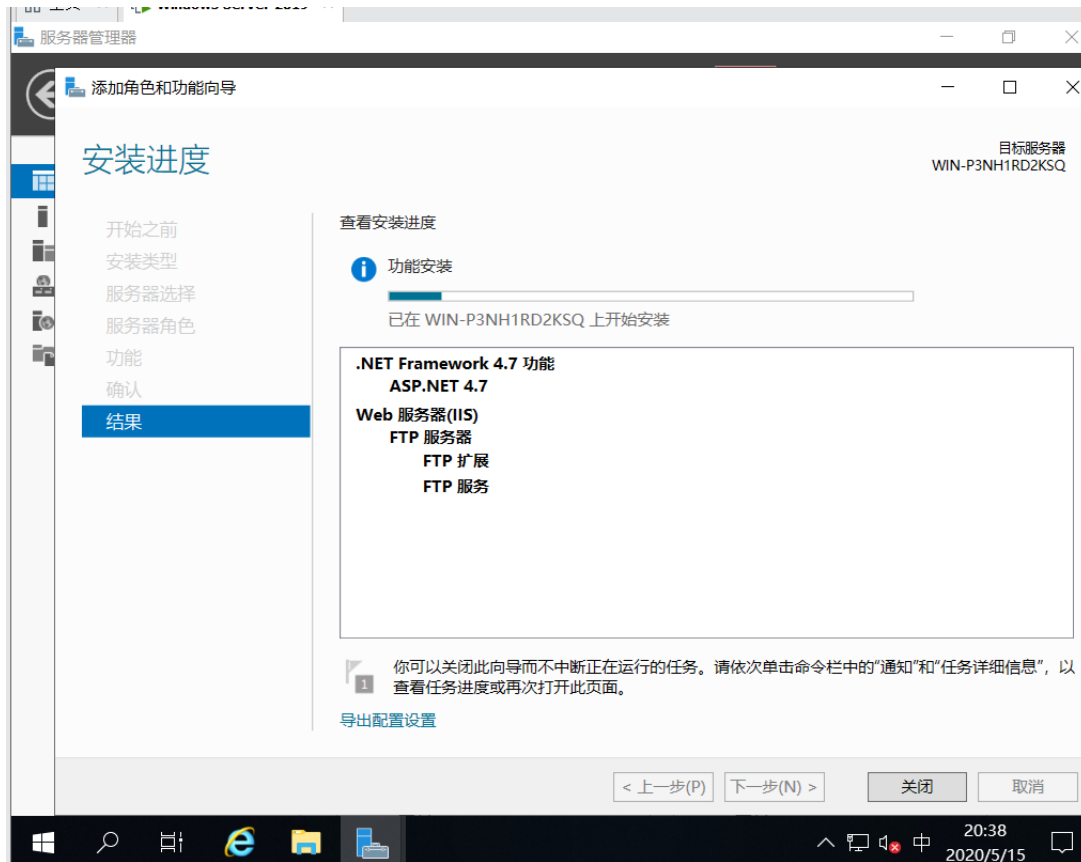 主页
Windows Server 2019
服务器管理器
添加角色和功能向导
安装进度
目标服务器
WIN-P3NH1RD2KSQ
开始之前
安装类型
服务器选择
服务器角色
功能
确认
结果
查看安装进度
功能安装
已在 WIN-P3NH1RD2KSQ 上开始安装
.NET Framework 4.7 功能
ASP.NET 4.7
Web 服务器(IIS)
FTP 服务器
FTP 扩展
FTP 服务
1
你可以关闭此向导而不中断正在运行的任务。请依次单击命令栏中的“通知”和“任务详细信息”，以
查看任务进度或再次打开此页面。
导出配置设置
< 上一步(P)
下一步(N) >
关闭
取消
中
20:38
2020/5/15